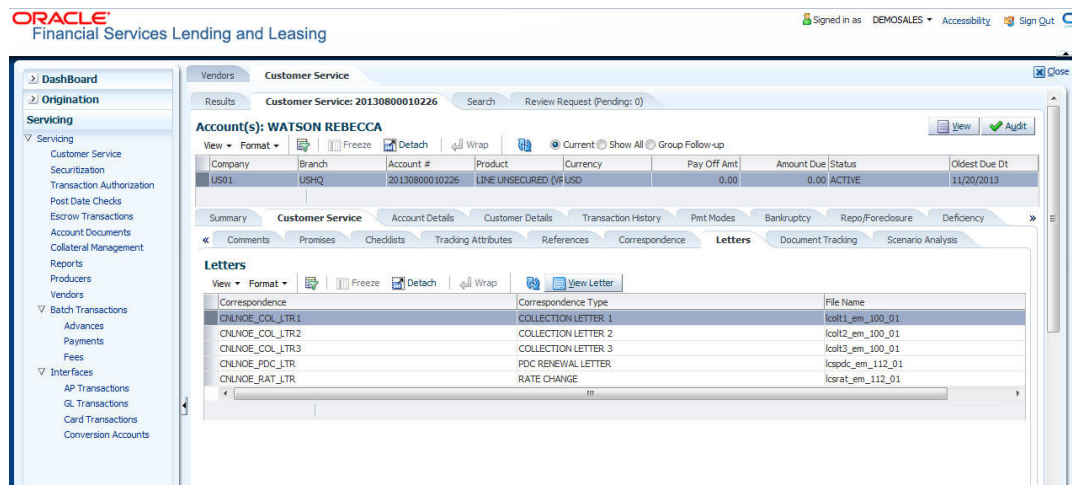 ORACLE
Financial Services Lending and Leasing
Signed in as DEMOSALES Accessibility Sign Out
Close
DashBoard
Origination
Servicing
Servicing
Customer Service
Securitization
Transaction Authorization
Post Date Checks
Escrow Transactions
Account Documents
Collateral Management
Reports
Producers
Vendors
Batch Transactions
Advances
Payments
Fees
Interfaces
AP Transactions
GL Transactions
Card Transactions
Conversion Accounts
Vendors Customer Service
Results Customer Service: 20130800010226 Search Review Request (Pending: 0)
Account(s): WATSON REBECCA View Audit
View Format Freeze Detach Wrap Current Show All Group Follow-up
Company Branch Account # Product Currency Pay Off Amt Amount Due Status Oldest Due Dt
US01 USHQ 20130800010226 LINE UNSECURED (VR USD 0.00 0.00 ACTIVE 11/20/2013
Summary Customer Service Account Details Customer Details Transaction History Pmt Modes Bankruptcy Repo/Foreclosure Deficiency »
« Comments Promises Checklists Tracking Attributes References Correspondence Letters Document Tracking Scenario Analysis
Letters
View Format Freeze Detach Wrap View Letter
Correspondence Correspondence Type File Name
CNLNOE_COL_LTR1 COLLECTION LETTER 1 lcolt1_em_100_01
CNLNOE_COL_LTR2 COLLECTION LETTER 2 lcolt2_em_100_01
CNLNOE_COL_LTR3 COLLECTION LETTER 3 lcolt3_em_100_01
CNLNOE_PDC_LTR PDC RENEWAL LETTER lcspdc_em_112_01
CNLNOE_RAT_LTR RATE CHANGE lcsrat_em_112_01